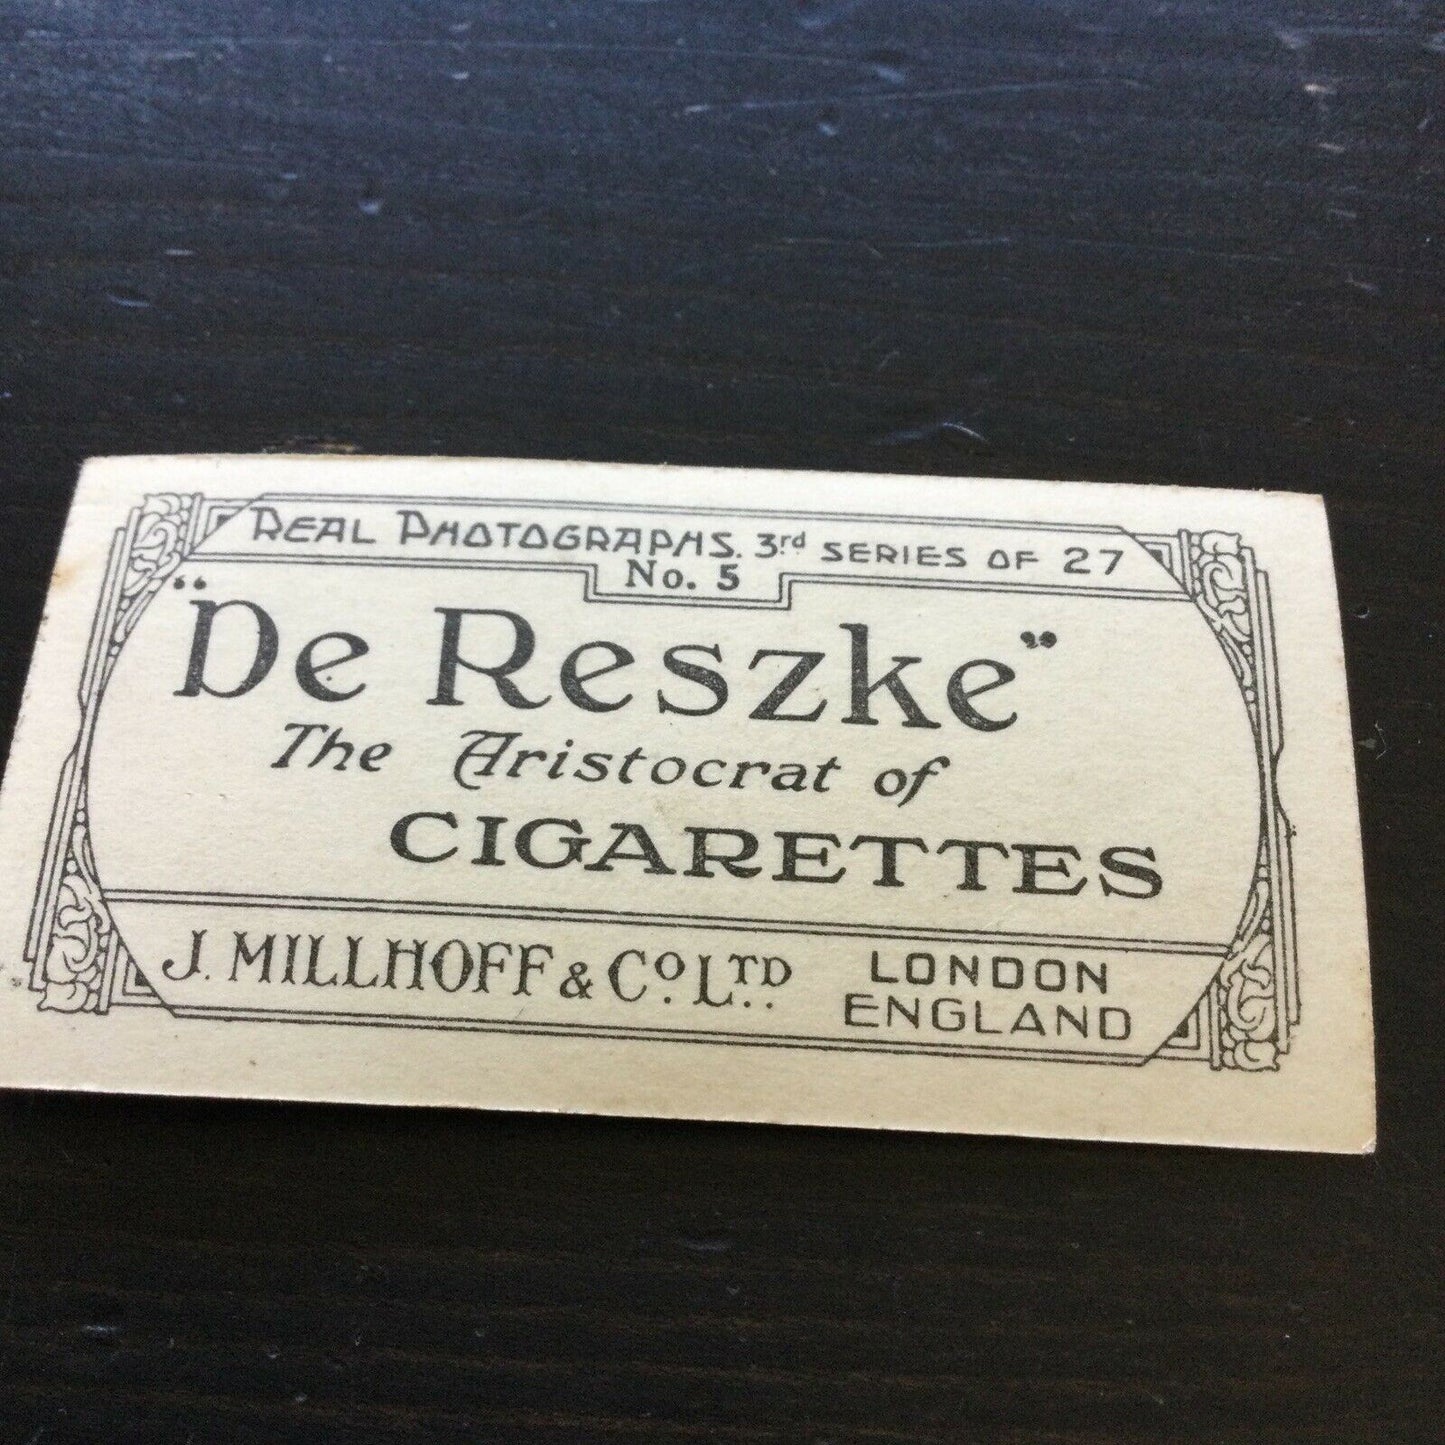 REAL PHOTOGRAPHS. 3rd SERIES OF 27
No. 5
"De Reszke"
The Aristocrat of
CIGARETTES
J. MILLHOFF & Co. LTD. LONDON
ENGLAND